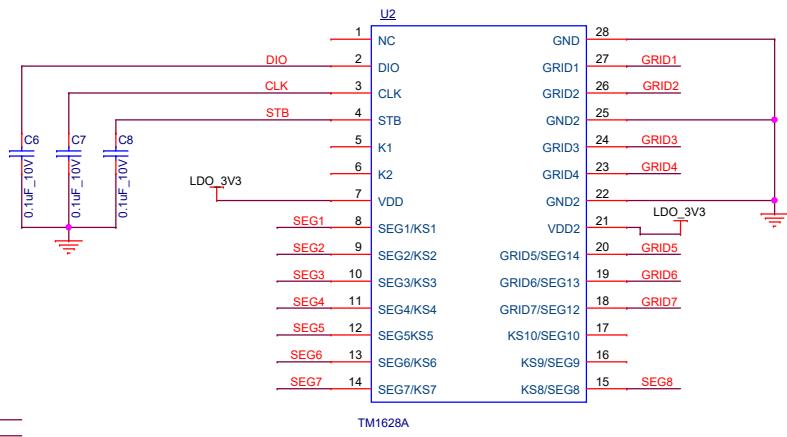 U2
1 NC GND 28
DIO 2 DIO GRID1 27 GRID1
CLK 3 CLK GRID2 26 GRID2
STB 4 STB GND2 25
C6 C7 C8
0.1uF_10V 0.1uF_10V 0.1uF_10V
5 K1 GRID3 24 GRID3
6 K2 GRID4 23 GRID4
LDO_3V3 7 VDD GND2 22
SEG1 8 SEG1/KS1 VDD2 21 LDO_3V3
SEG2 9 SEG2/KS2 GRID5/SEG14 20 GRID5
SEG3 10 SEG3/KS3 GRID6/SEG13 19 GRID6
SEG4 11 SEG4/KS4 GRID7/SEG12 18 GRID7
SEG5 12 SEG5KS5 KS10/SEG10 17
SEG6 13 SEG6/KS6 KS9/SEG9 16
SEG7 14 SEG7/KS7 KS8/SEG8 15 SEG8
TM1628A